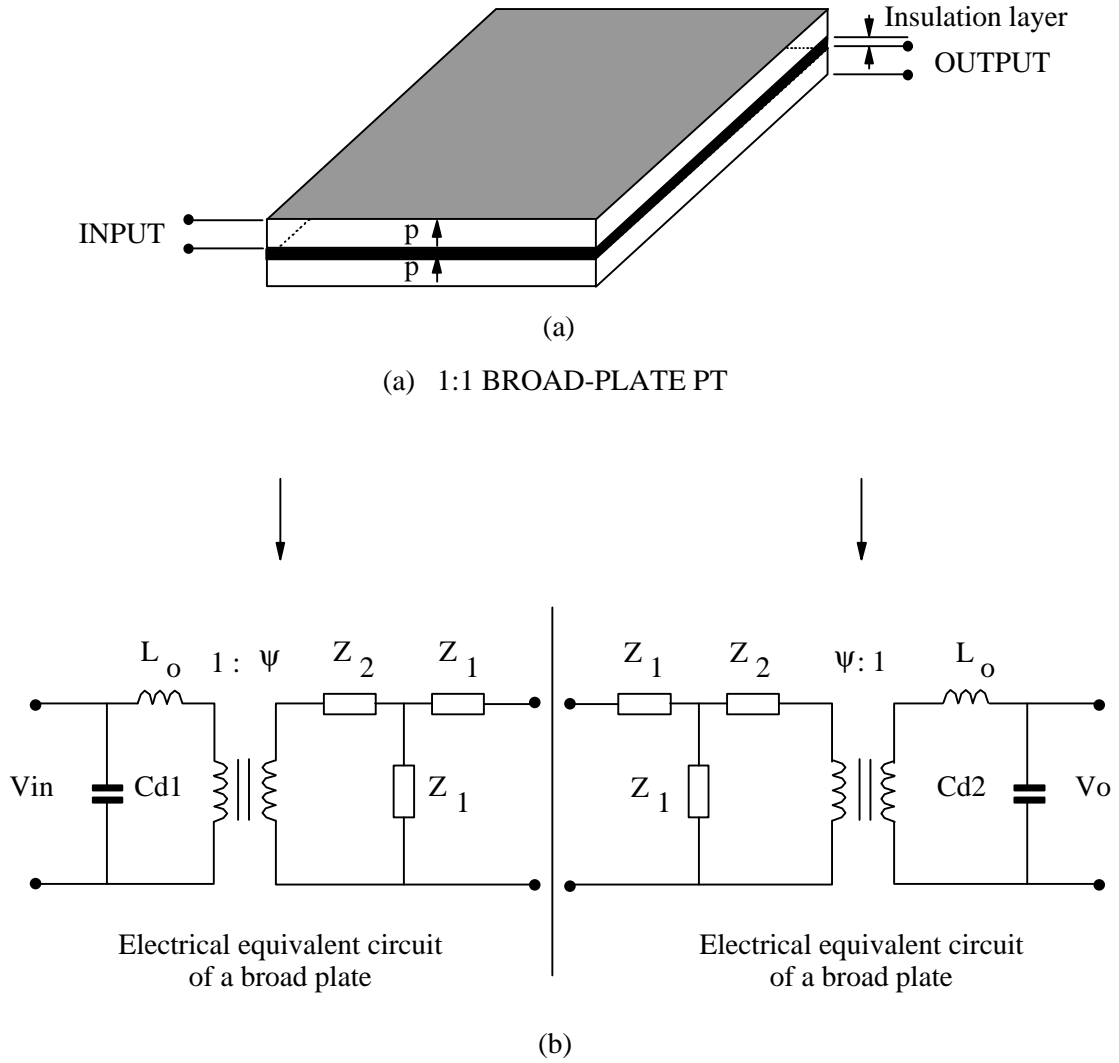 Insulation layer
OUTPUT
INPUT
p
p
(a)
(a) 1:1 BROAD-PLATE PT
L o 1 : ψ Z 2 Z 1
Z 1 Z 2 ψ: 1 L o
Vin Cd1 Z 1
Z 1 Cd2 Vo
Electrical equivalent circuit
of a broad plate
Electrical equivalent circuit
of a broad plate
(b)